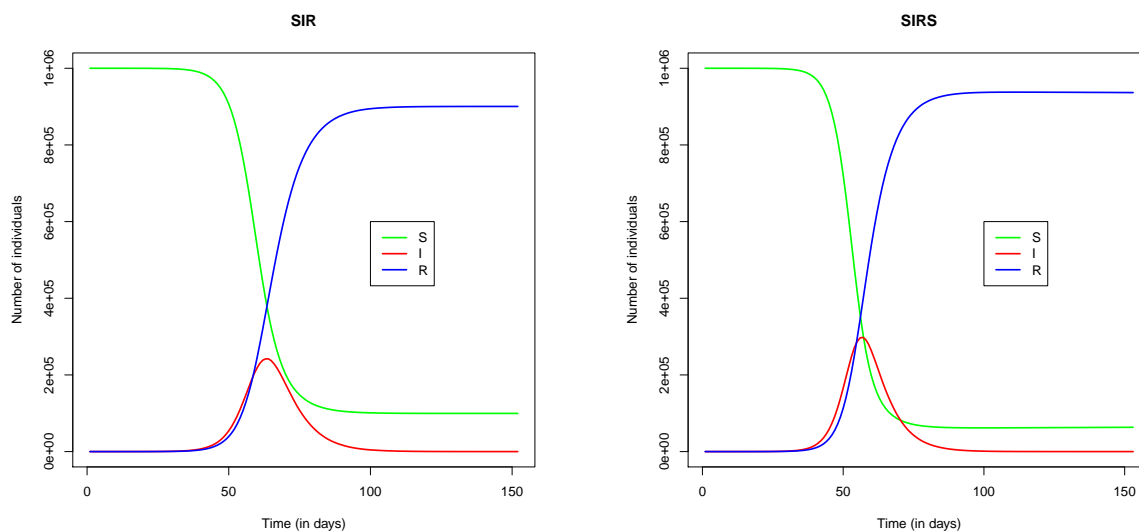 SIR
Number of individuals
1e+06
8e+05
6e+05
4e+05
2e+05
0e+00
S
I
R
0 50 100 150
Time (in days)
SIRS
Number of individuals
1e+06
8e+05
6e+05
4e+05
2e+05
0e+00
S
I
R
0 50 100 150
Time (in days)